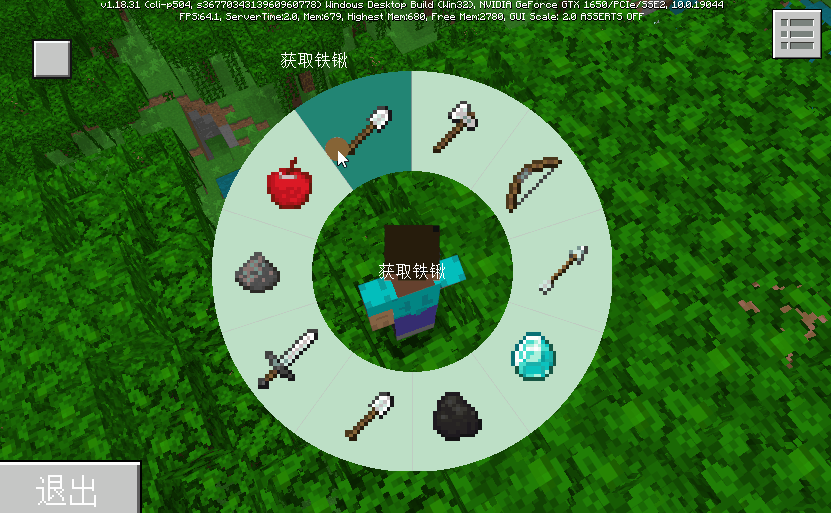 v1.18.31 (cli-p504, s3677034313960960778) Windows Desktop Build (Win32), NVIDIA GeForce GTX 1650/PCIe/SSE2, 10.0.19044
FPS:64.1, ServerTime:2.0, Mem:679, Highest Mem:680, Free Mem:2780, GUI Scale: 2.0 ASSERTS OFF
获取铁锹
获取铁锹
退出